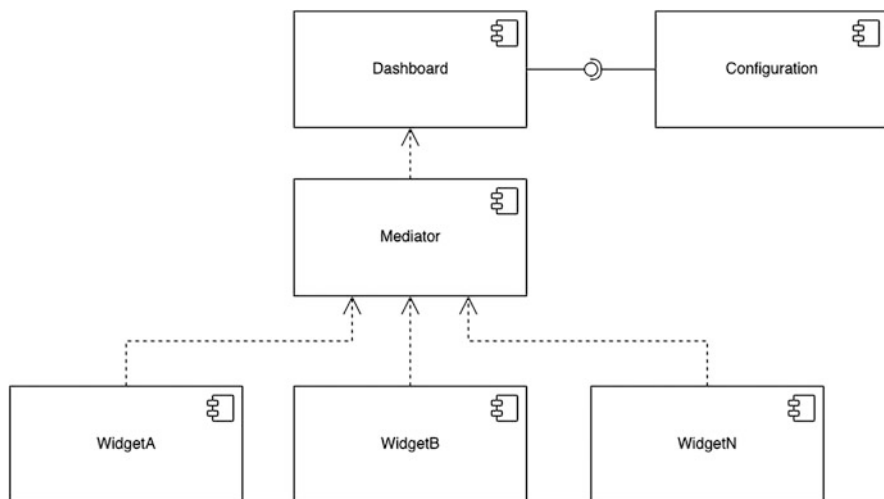 Dashboard
Configuration
Mediator
WidgetA
WidgetB
WidgetN